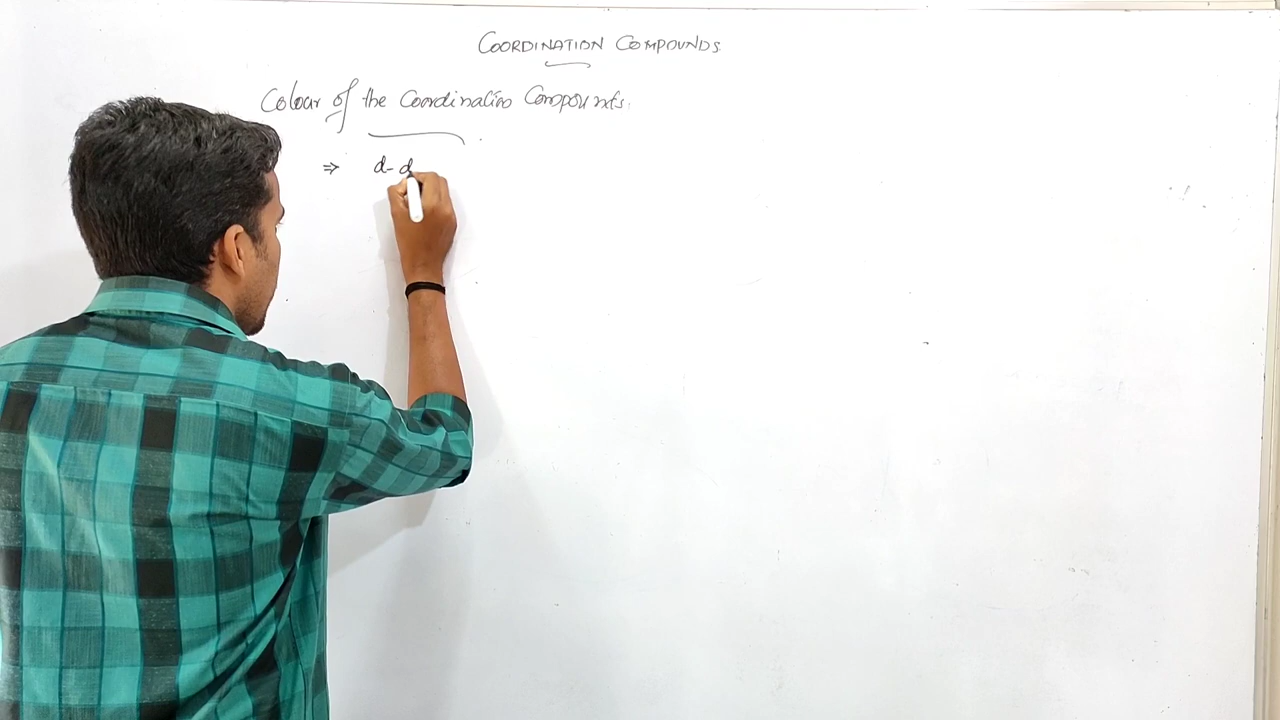 COORDINATION COMPOUNDS.
Colour of the Coordination Compounds.
⇒ d-d